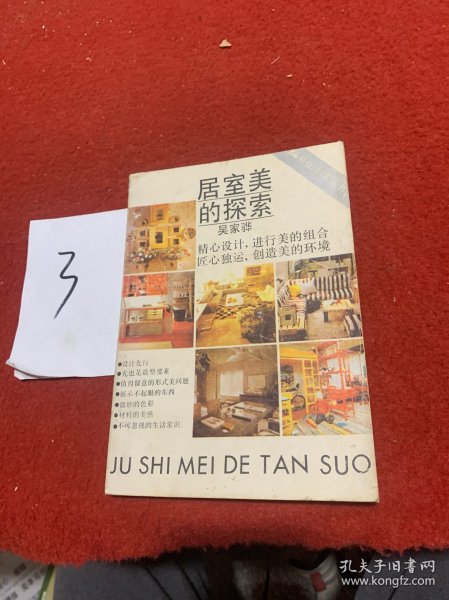 居室美
的探索
吴家骅
精心设计，进行美的组合
匠心独运，创造美的环境
3
●设计先行
●光也是造型要素
●值得留意的形式美问题
●展示不起眼的东西
●微妙的色彩
●材料的美感
●不可忽视的生活常识
JU SHI MEI DE TAN SUO
孔夫子旧书网
www.kongfz.com